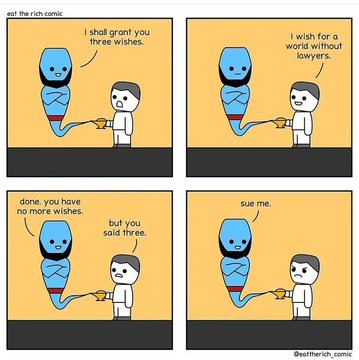 eat the rich comic
I shall grant you
three wishes.
I wish for a
world without
lawyers.
done. you have
no more wishes.
but you
said three.
sue me.
@eattherich_comic